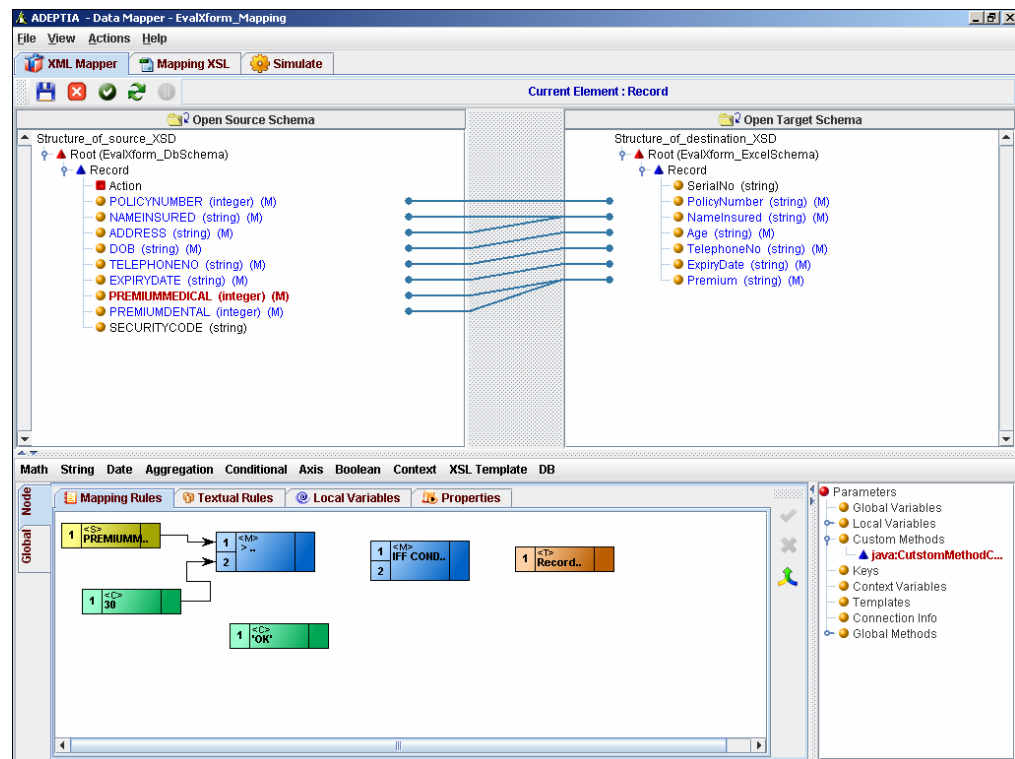 ADEPTIA - Data Mapper - EvalXform_Mapping
File View Actions Help
XML Mapper Mapping XSL Simulate
Current Element : Record
Open Source Schema Open Target Schema
Structure_of_source_XSD Structure_of_destination_XSD
Root (EvalXform_DbSchema) Root (EvalXform_ExcelSchema)
Record Record
Action SerialNo (string)
POLICYNUMBER (integer) (M) PolicyNumber (string) (M)
NAMEINSURED (string) (M) NameInsured (string) (M)
ADDRESS (string) (M) Age (string) (M)
DOB (string) (M) TelephoneNo (string) (M)
TELEPHONENO (string) (M) ExpiryDate (string) (M)
EXPIRYDATE (string) (M) Premium (string) (M)
PREMIUMMEDICAL (integer) (M)
PREMIUMDENTAL (integer) (M)
SECURITYCODE (string)
Math String Date Aggregation Conditional Axis Boolean Context XSL Template DB
Node
Global
Mapping Rules Textual Rules Local Variables Properties
1 <S> PREMIUMM..
1 <M> > ..
2
1 <M> IFF COND..
2
1 <T> Record..
1 <C> 30
1 <C> 'OK'
Parameters
Global Variables
Local Variables
Custom Methods
java:CutstomMethodC...
Keys
Context Variables
Templates
Connection Info
Global Methods